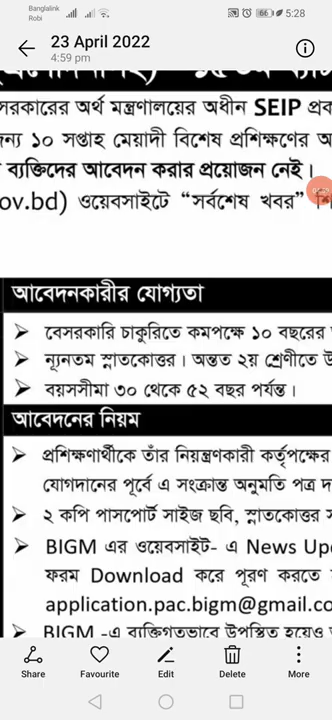 Banglalink
Robi
66
5:28
23 April 2022
4:59 pm
সরকারের অর্থ মন্ত্রণালয়ের অধীন SEIP প্রক
জন্য ১০ সপ্তাহ মেয়াদী বিশেষ প্রশিক্ষণের
ব্যক্তিদের আবেদন করার প্রয়োজন নেই।
ov.bd) ওয়েবসাইটে “সর্বশেষ খবর”
আবেদনকারীর যোগ্যতা
➤ বেসরকারি চাকুরিতে কমপক্ষে ১০ বছরের
➤ ন্যূনতম স্নাতকোত্তর। অন্তত ২য় শ্রেণীতে উ
➤ বয়সসীমা ৩০ থেকে ৫২ বছর পর্যন্ত।
আবেদনের নিয়ম
➤ প্রশিক্ষণার্থীকে তাঁর নিয়ন্ত্রণকারী কর্তৃপক্ষের
যোগদানের পূর্বে এ সংক্রান্ত অনুমতি পত্র দ
➤ ২ কপি পাসপোর্ট সাইজ ছবি, স্নাতকোত্তর স
➤ BIGM এর ওয়েবসাইট- এ News Up
ফরম Download করে পূরণ করতে
application.pac.bigm@gmail.co
➤ BIGM -এ ব্যক্তিগতভাবে উপস্থিত হয়েও
Share Favourite Edit Delete More